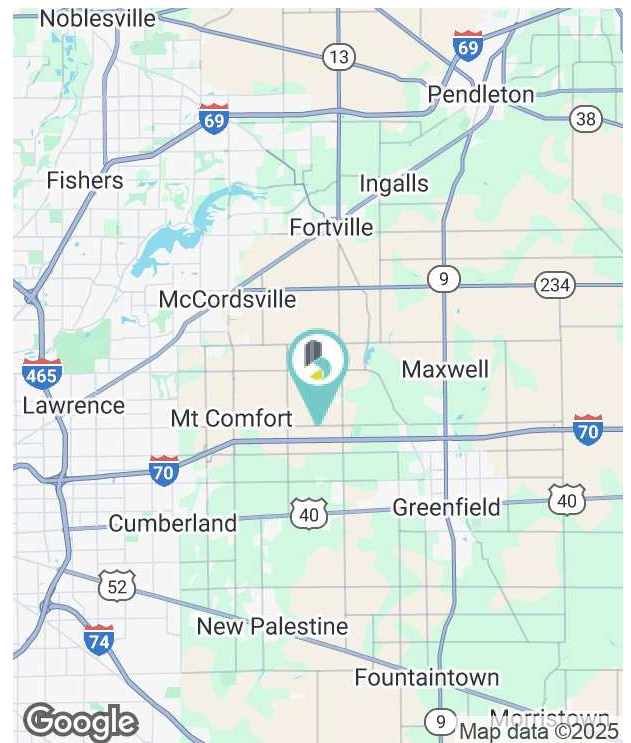 Noblesville
69
13
Pendleton
69
38
Fishers
Ingalls
Fortville
9
234
McCordsville
465
Maxwell
Lawrence
Mt Comfort
70
70
40
Greenfield
40
Cumberland
52
74
New Palestine
Fountaintown
Google
9
Morristown
Map data ©2025